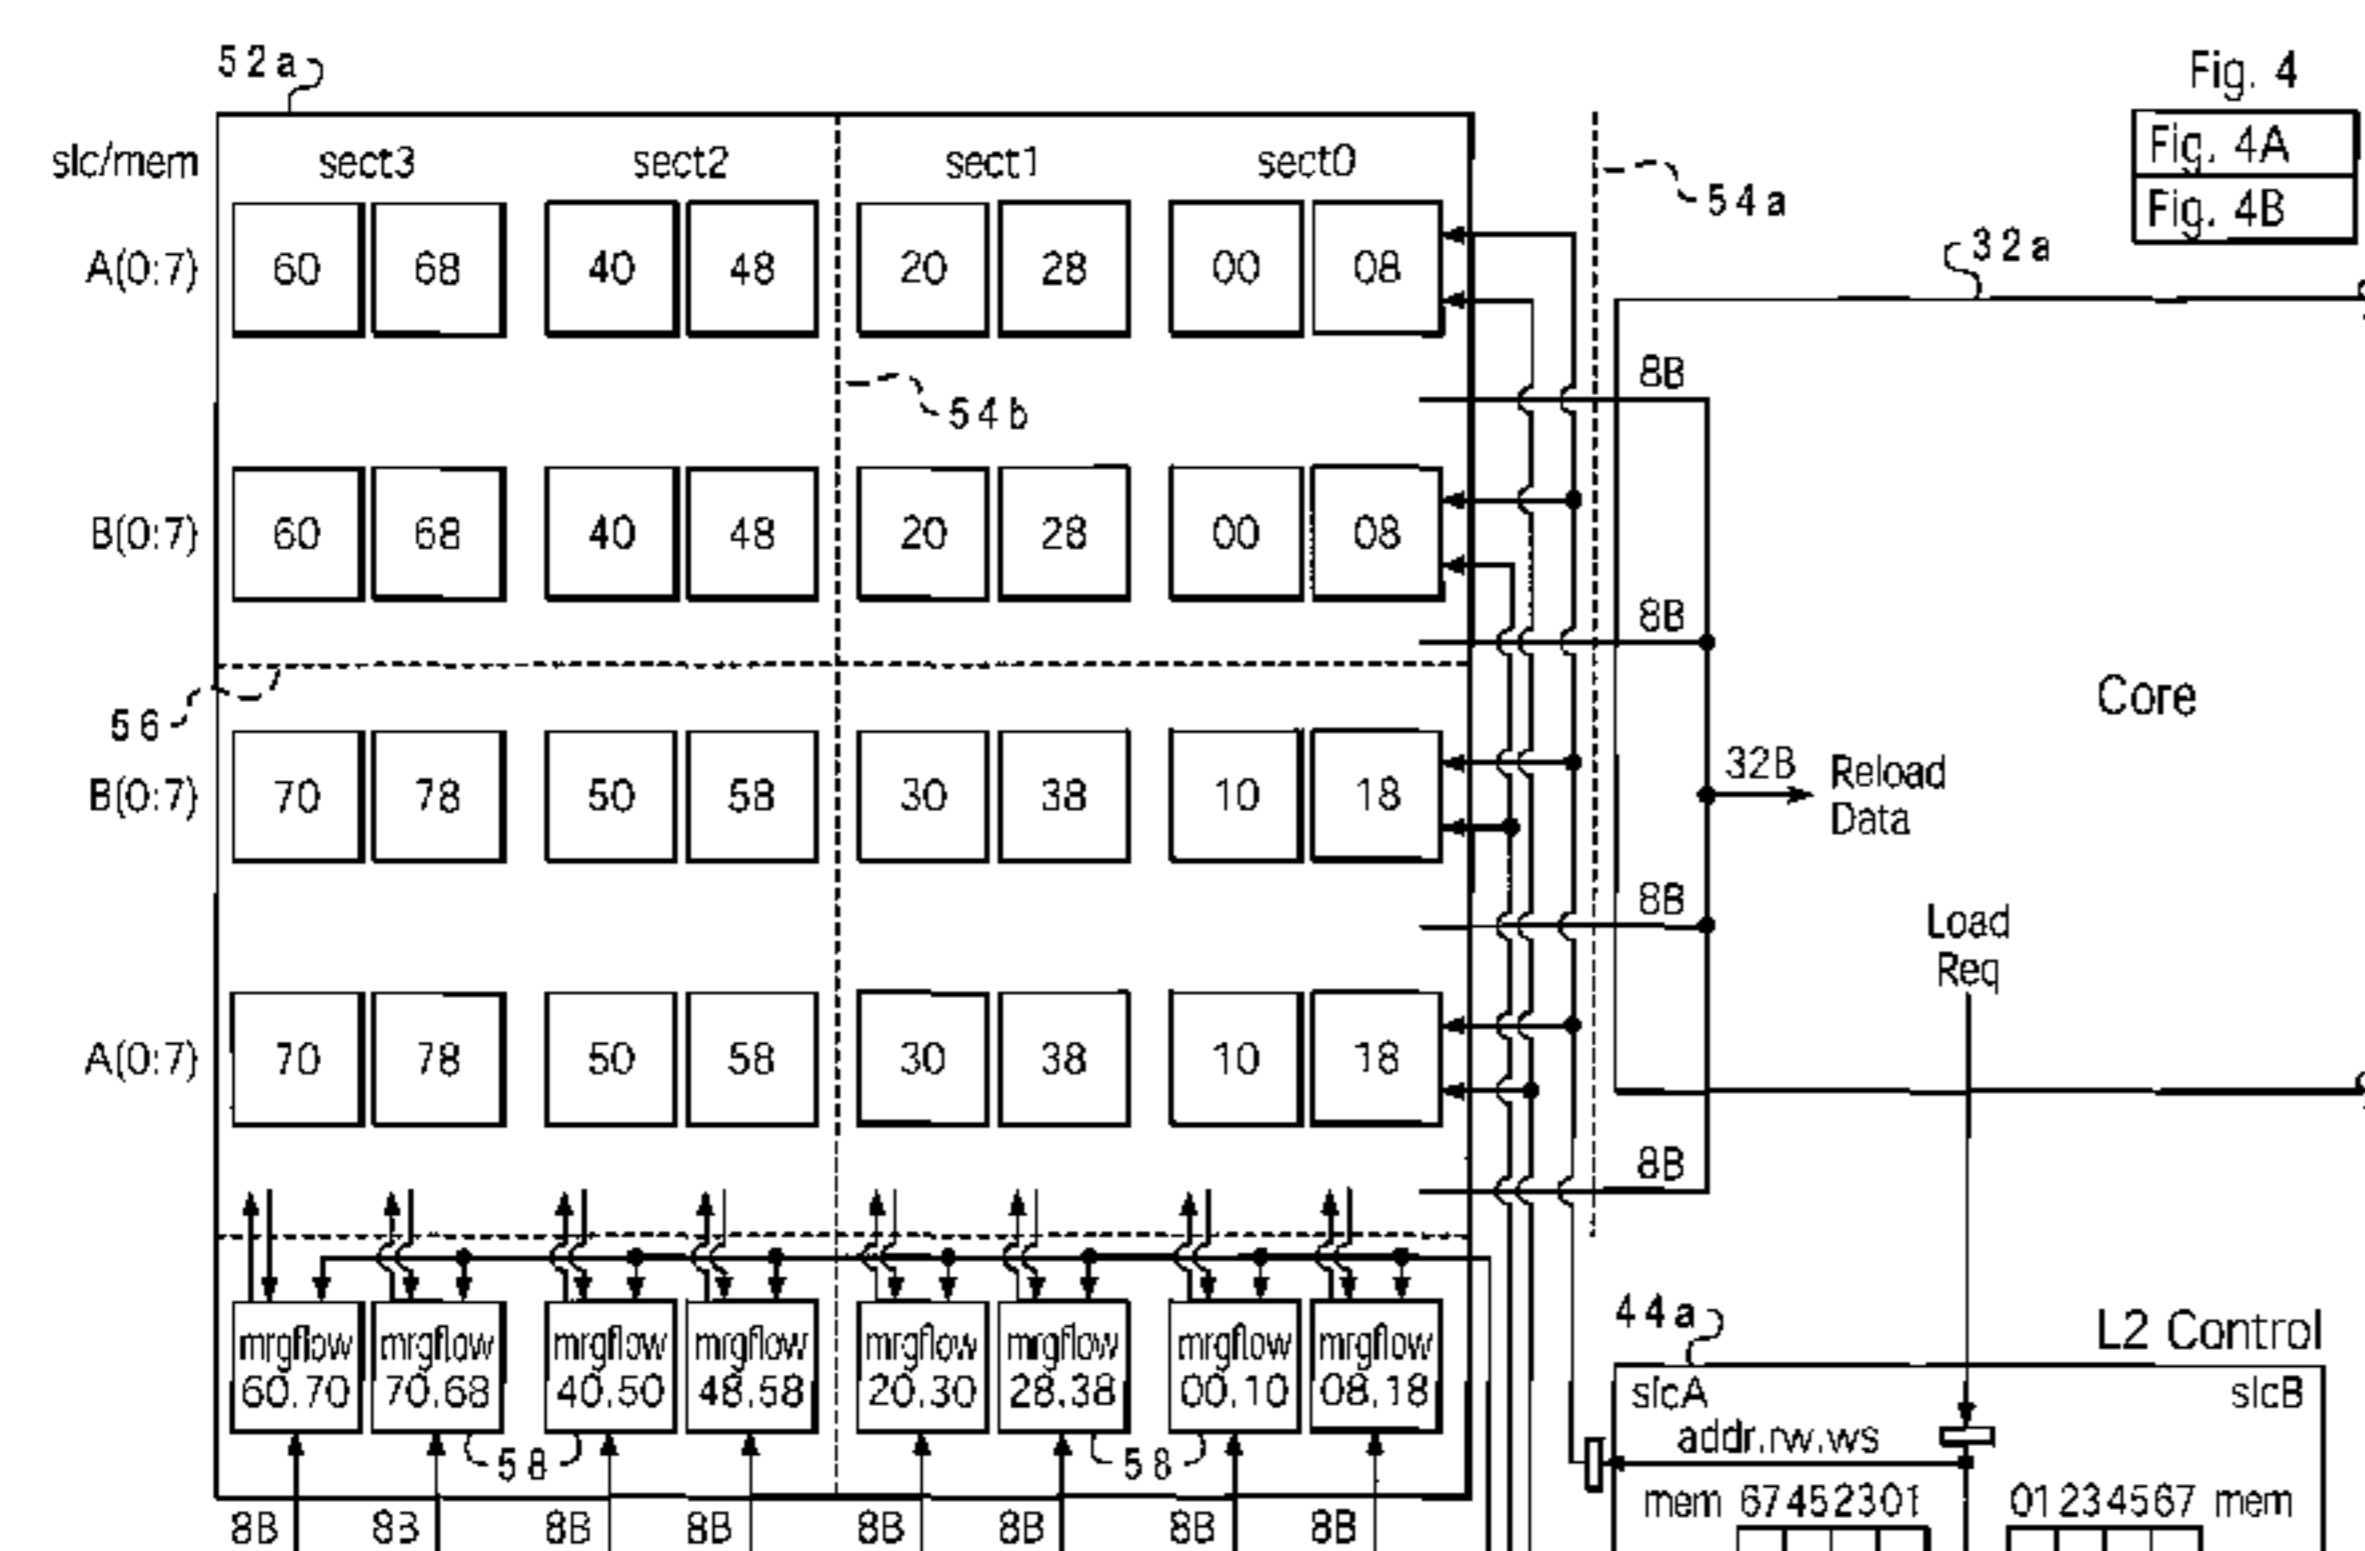 52a
Fig. 4
Fig. 4A
Fig. 4B
slc/mem sect3 sect2 sect1 sect0
54a
32a
A(0:7) 60 68 40 48 20 28 00 08
8B
54b
B(0:7) 60 68 40 48 20 28 00 08
8B
56
Core
B(0:7) 70 78 50 58 30 38 10 18
32B Reload
Data
8B
Load
Req
A(0:7) 70 78 50 58 30 38 10 18
8B
44a
L2 Control
mrgflow mrgflow mrgflow mrgflow mrgflow mrgflow mrgflow mrgflow
60,70 70,68 40,50 48,58 20,30 28,38 00,10 08,18
slcA slcB
addr.rw.ws
58 58
mem 67452301 01234567 mem
8B 8B 8B 8B 8B 8B 8B 8B